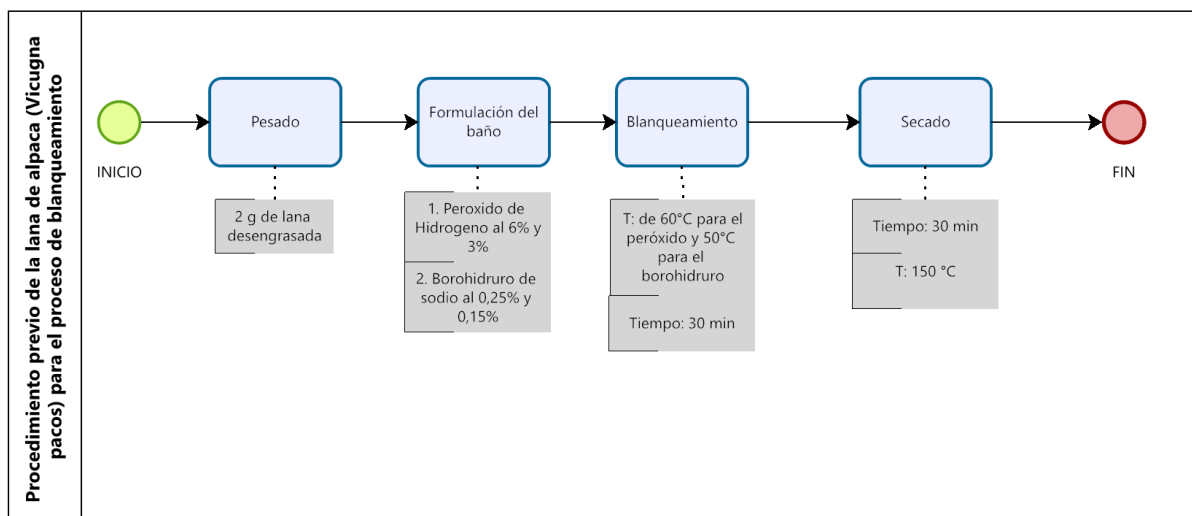 Procedimiento previo de la lana de alpaca (Vicugna
pacos) para el proceso de blanqueamiento
INICIO
Pesado
2 g de lana
desengrasada
Formulación del
baño
1. Peroxido de
Hidrogeno al 6% y
3%
2. Borohidruro de
sodio al 0,25% y
0,15%
Blanqueamiento
T: de 60°C para el
peróxido y 50°C
para el
borohidruro
Tiempo: 30 min
Secado
Tiempo: 30 min
T: 150 °C
FIN